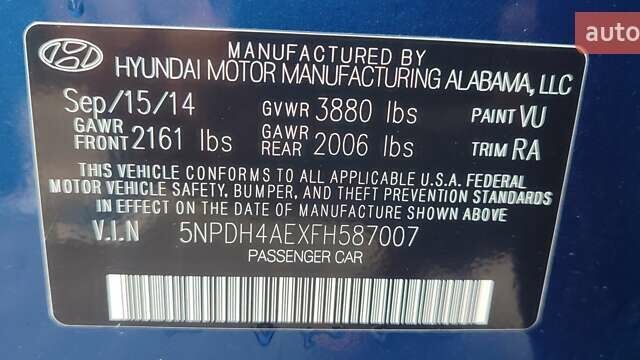 auto
MANUFACTURED BY
HYUNDAI MOTOR MANUFACTURING ALABAMA, LLC
Sep/15/14 GVWR 3880 lbs PAINT VU
GAWR FRONT 2161 lbs GAWR REAR 2006 lbs TRIM RA
THIS VEHICLE CONFORMS TO ALL APPLICABLE U.S.A. FEDERAL
MOTOR VEHICLE SAFETY, BUMPER, AND THEFT PREVENTION STANDARDS
IN EFFECT ON THE DATE OF MANUFACTURE SHOWN ABOVE
V.I.N 5NPDH4AEXFH587007
PASSENGER CAR